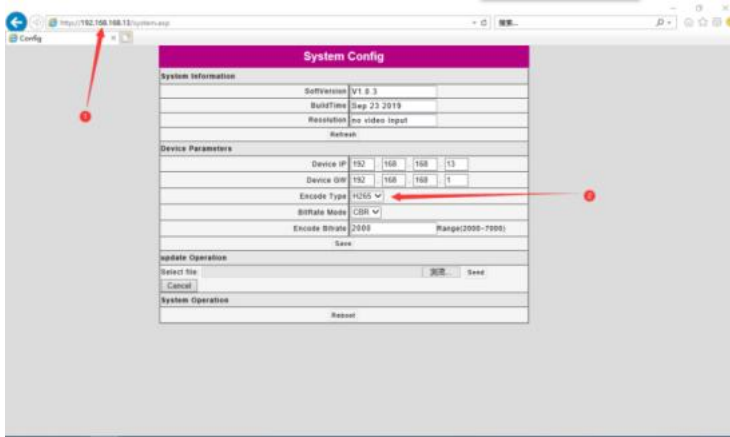 http://192.168.168.13/system.asp
搜索...
Config
System Config
System Information
SoftVersion V1.0.3
BuildTime Sep 23 2019
Resolution no video input
Refresh
Device Parameters
Device IP 192 . 168 . 168 . 13
Device GW 192 . 168 . 168 . 1
Encode Type H265
BitRate Mode CBR
Encode Bitrate 2000 Range(2000~7000)
Save
update Operation
Select file: 浏览... Send
Cancel
System Operation
Reboot
1
2